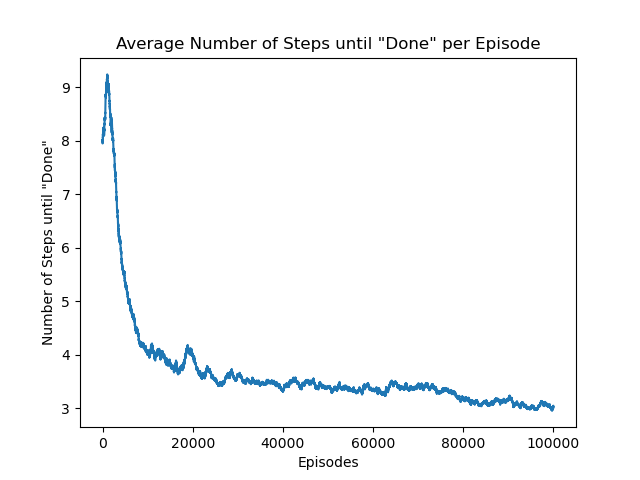 Average Number of Steps until "Done" per Episode
Number of Steps until "Done"
9
8
7
6
5
4
3
0 20000 40000 60000 80000 100000
Episodes